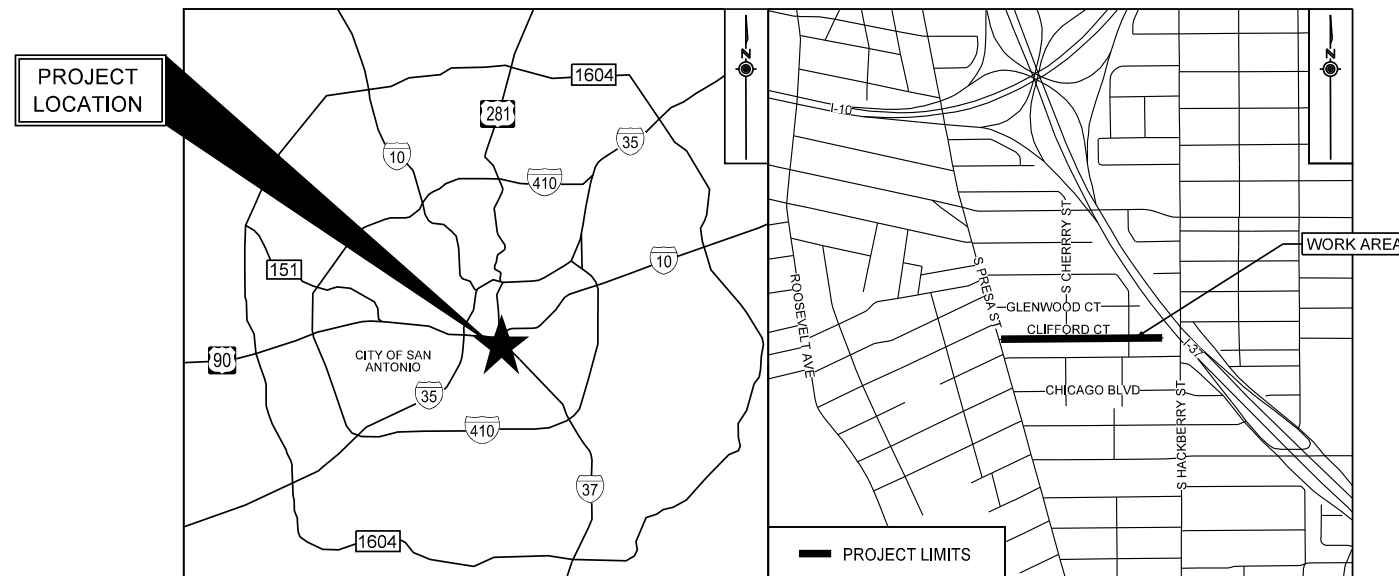 PROJECT
LOCATION
1604
281
35
10
410
10
151
90
CITY OF SAN
ANTONIO
35
410
37
1604
N
N
I-10
S CHERRRY ST
WORK AREA
S PRESA ST
ROOSEVELT AVE
GLENWOOD CT
CLIFFORD CT
I-37
CHICAGO BLVD
S HACKBERRY ST
PROJECT LIMITS